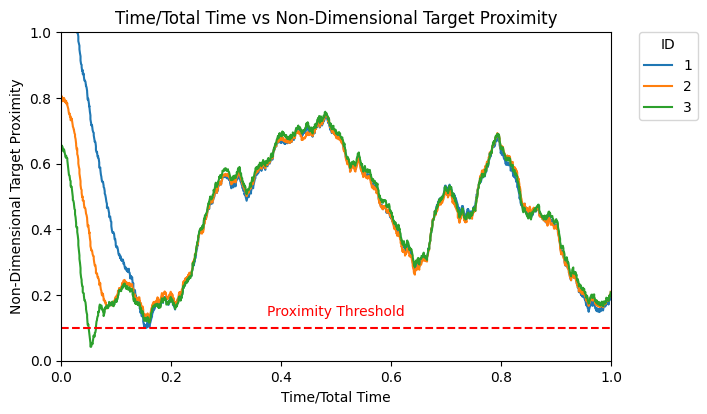 Time/Total Time vs Non-Dimensional Target Proximity
ID
1
2
3
Non-Dimensional Target Proximity
1.0
0.8
0.6
0.4
0.2
0.0
Proximity Threshold
0.0 0.2 0.4 0.6 0.8 1.0
Time/Total Time